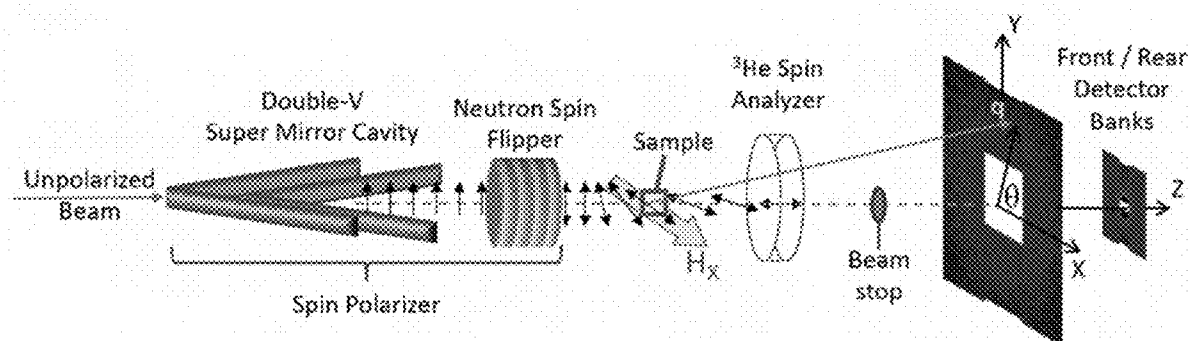 Unpolarized
Beam
Double-V
Super Mirror Cavity
Spin Polarizer
Neutron Spin
Flipper
Sample
Hx
³He Spin
Analyzer
Beam
stop
Y
q
θ
X
Front / Rear
Detector
Banks
Z